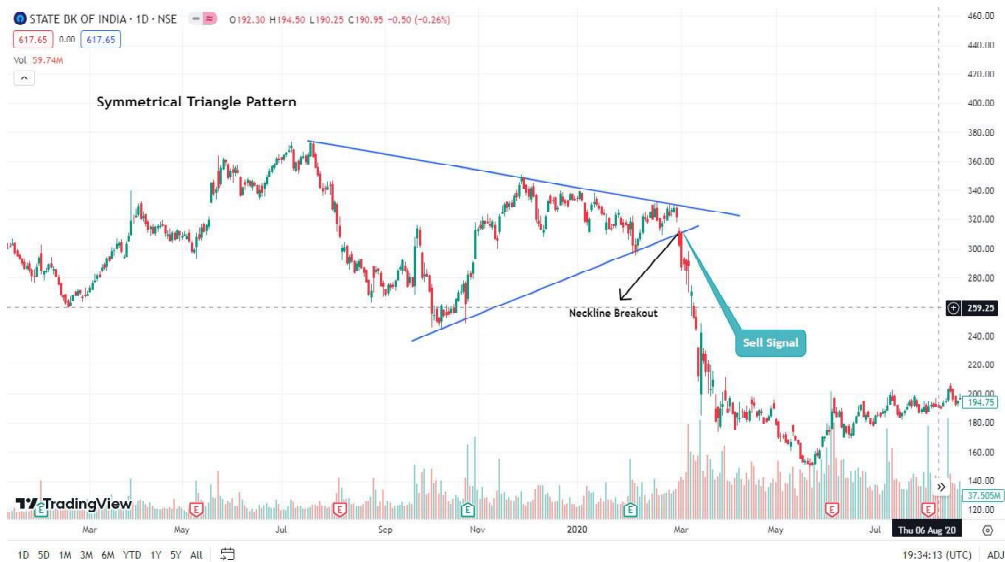 STATE BK OF INDIA · 1D · NSE O192.30 H194.50 L190.25 C190.95 -0.50 (-0.26%)
617.65 0.00 617.65
Vol 59.74M
Symmetrical Triangle Pattern
460.00
440.00
420.00
400.00
380.00
360.00
340.00
320.00
300.00
280.00
259.25
Neckline Breakout
240.00
Sell Signal
220.00
200.00
194.75
180.00
160.00
140.00
37.505M
TradingView
E E E E E E E
120.00
Mar May Jul Sep Nov 2020 Mar May Jul Thu 06 Aug '20
1D 5D 1M 3M 6M YTD 1Y 5Y All 19:34:13 (UTC) ADJ